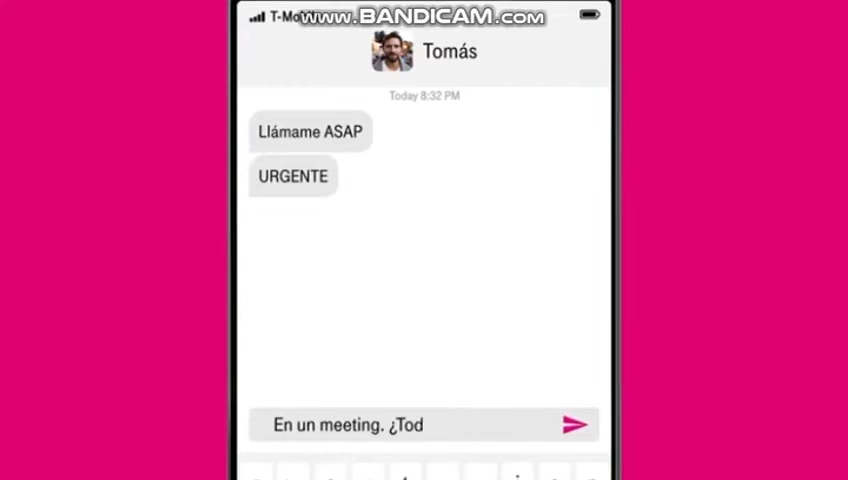 www.BANDICAM.com
Tomás
Today 8:32 PM
Llámame ASAP
URGENTE
En un meeting. ¿Tod